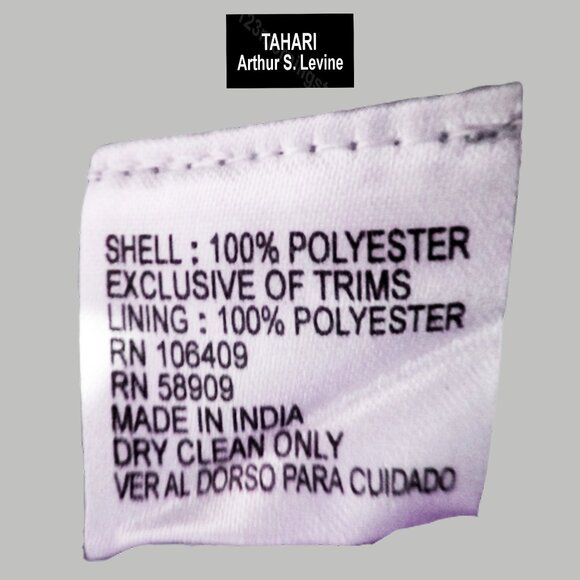 TAHARI
Arthur S. Levine
SHELL : 100% POLYESTER
EXCLUSIVE OF TRIMS
LINING : 100% POLYESTER
RN 106409
RN 58909
MADE IN INDIA
DRY CLEAN ONLY
VER AL DORSO PARA CUIDADO